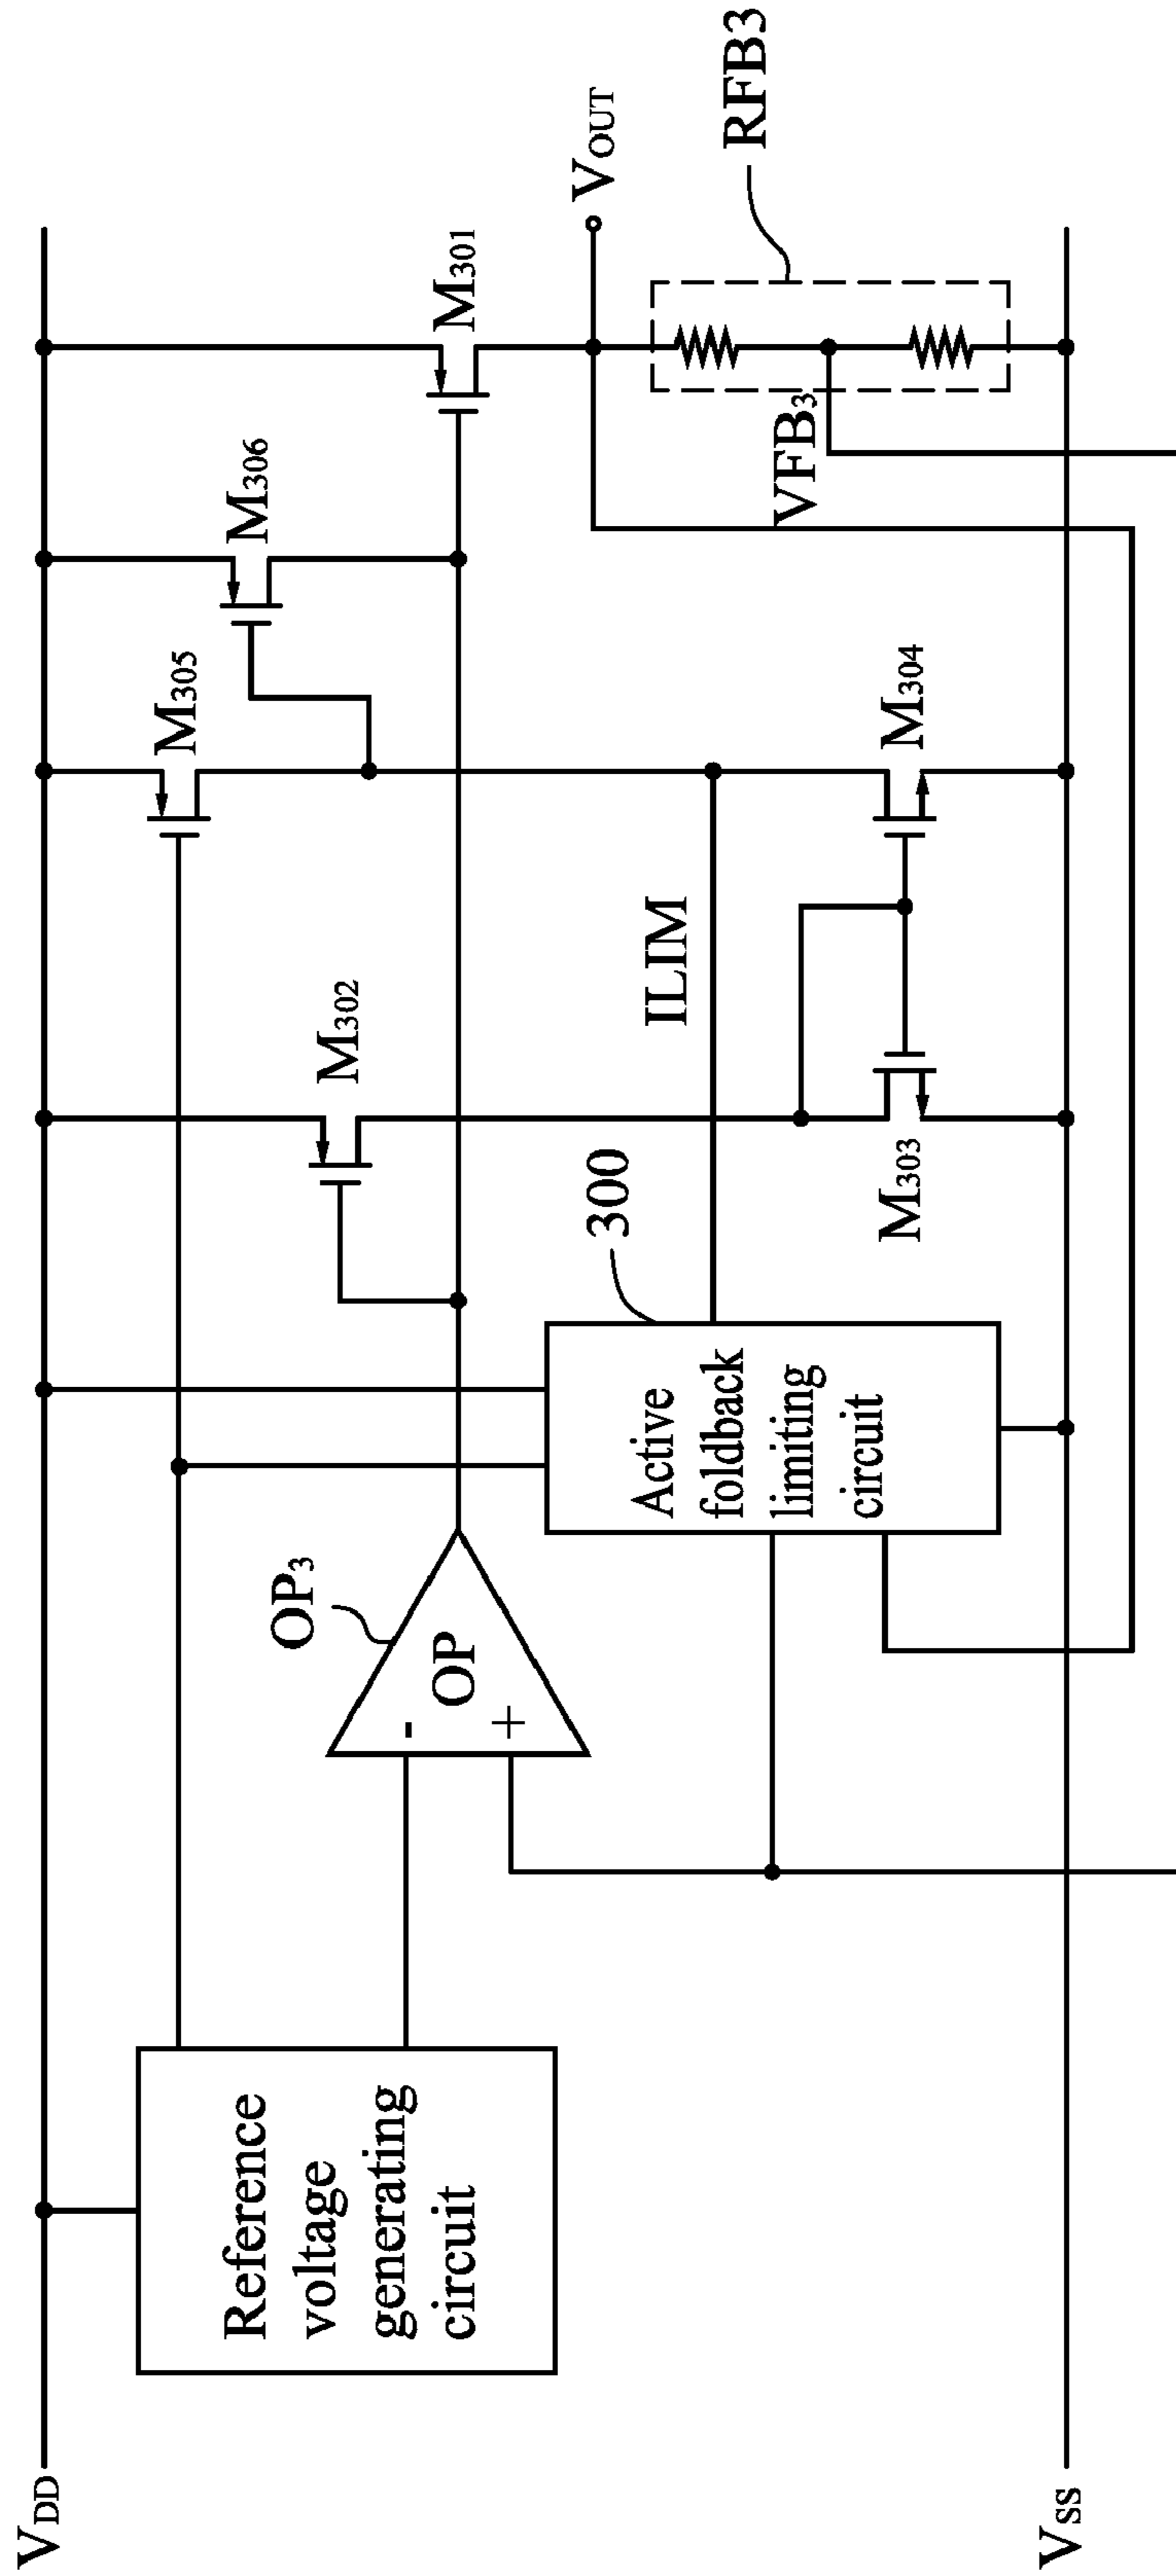 VDD
Reference
voltage
generating
circuit
OP3
OP
-
+
Active
foldback
limiting
circuit
300
ILIM
M302
M303
M304
M305
M306
M301
VOUT
VFB3
RFB3
VSS